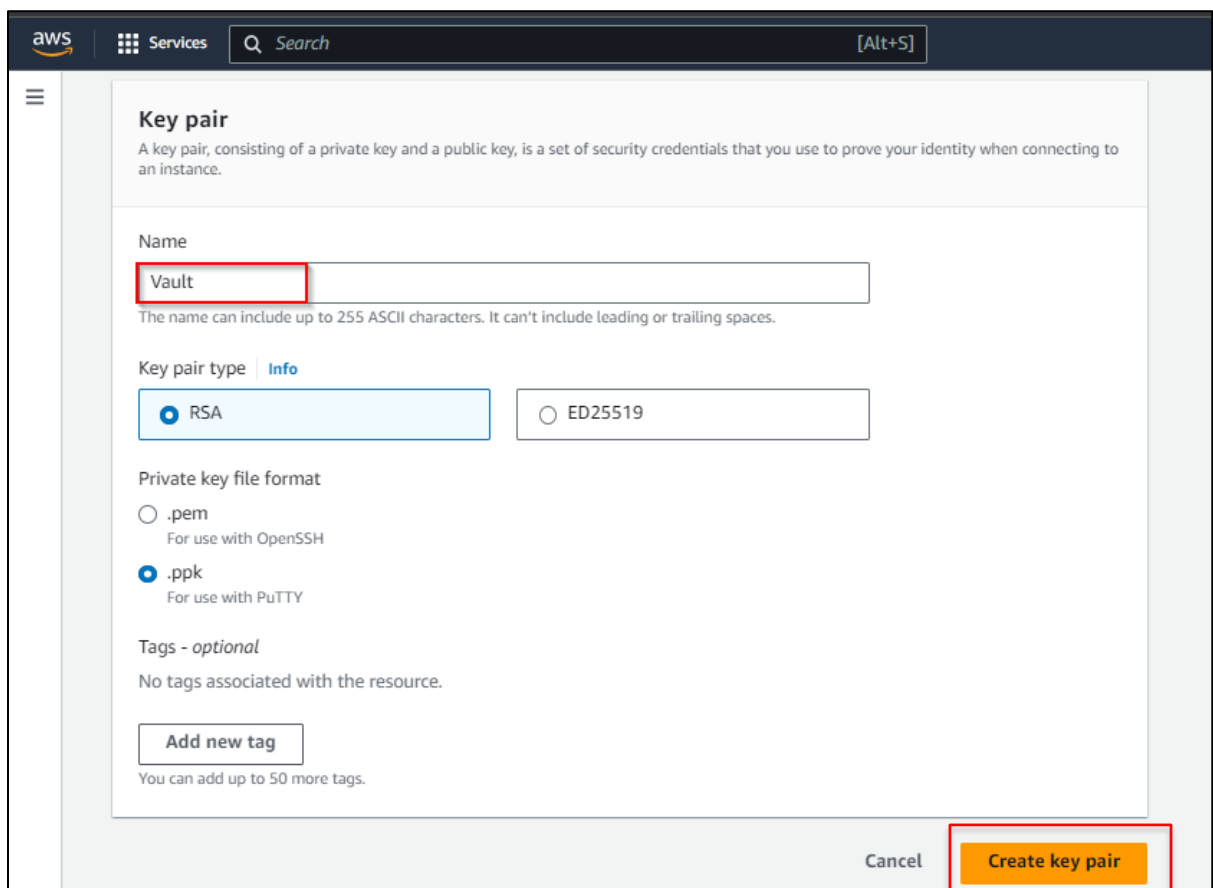 aws
Services
Search
[Alt+S]
Key pair
A key pair, consisting of a private key and a public key, is a set of security credentials that you use to prove your identity when connecting to
an instance.
Name
Vault
The name can include up to 255 ASCII characters. It can't include leading or trailing spaces.
Key pair type
Info
RSA
ED25519
Private key file format
.pem
For use with OpenSSH
.ppk
For use with PuTTY
Tags - optional
No tags associated with the resource.
Add new tag
You can add up to 50 more tags.
Cancel
Create key pair